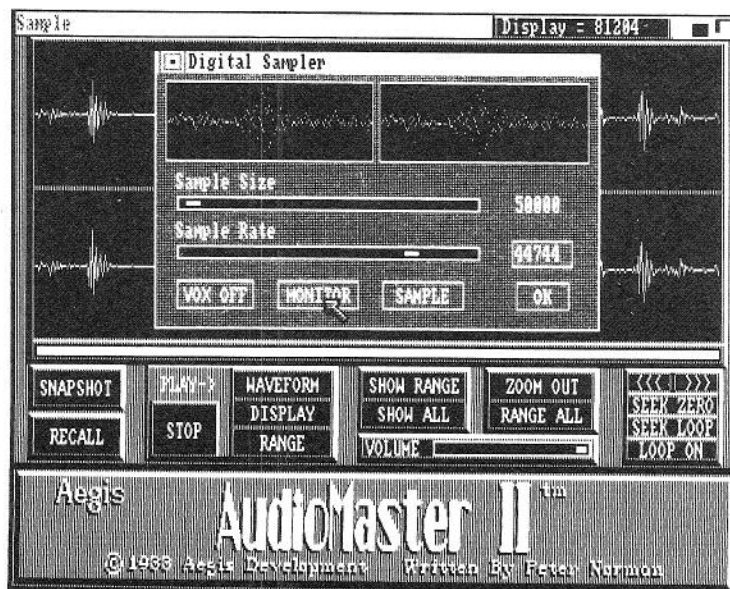 Sample
Display = 81204
Digital Sampler
Sample Size
50000
Sample Rate
44744
VOX OFF
MONITOR
SAMPLE
OK
SNAPSHOT
RECALL
PLAY->
STOP
WAVEFORM
DISPLAY
RANGE
SHOW RANGE
SHOW ALL
ZOOM OUT
RANGE ALL
VOLUME
<<< || >>>
SEEK ZERO
SEEK LOOP
LOOP ON
Aegis
AudioMaster II tm
© 1988 Aegis Development Written By Peter Norman